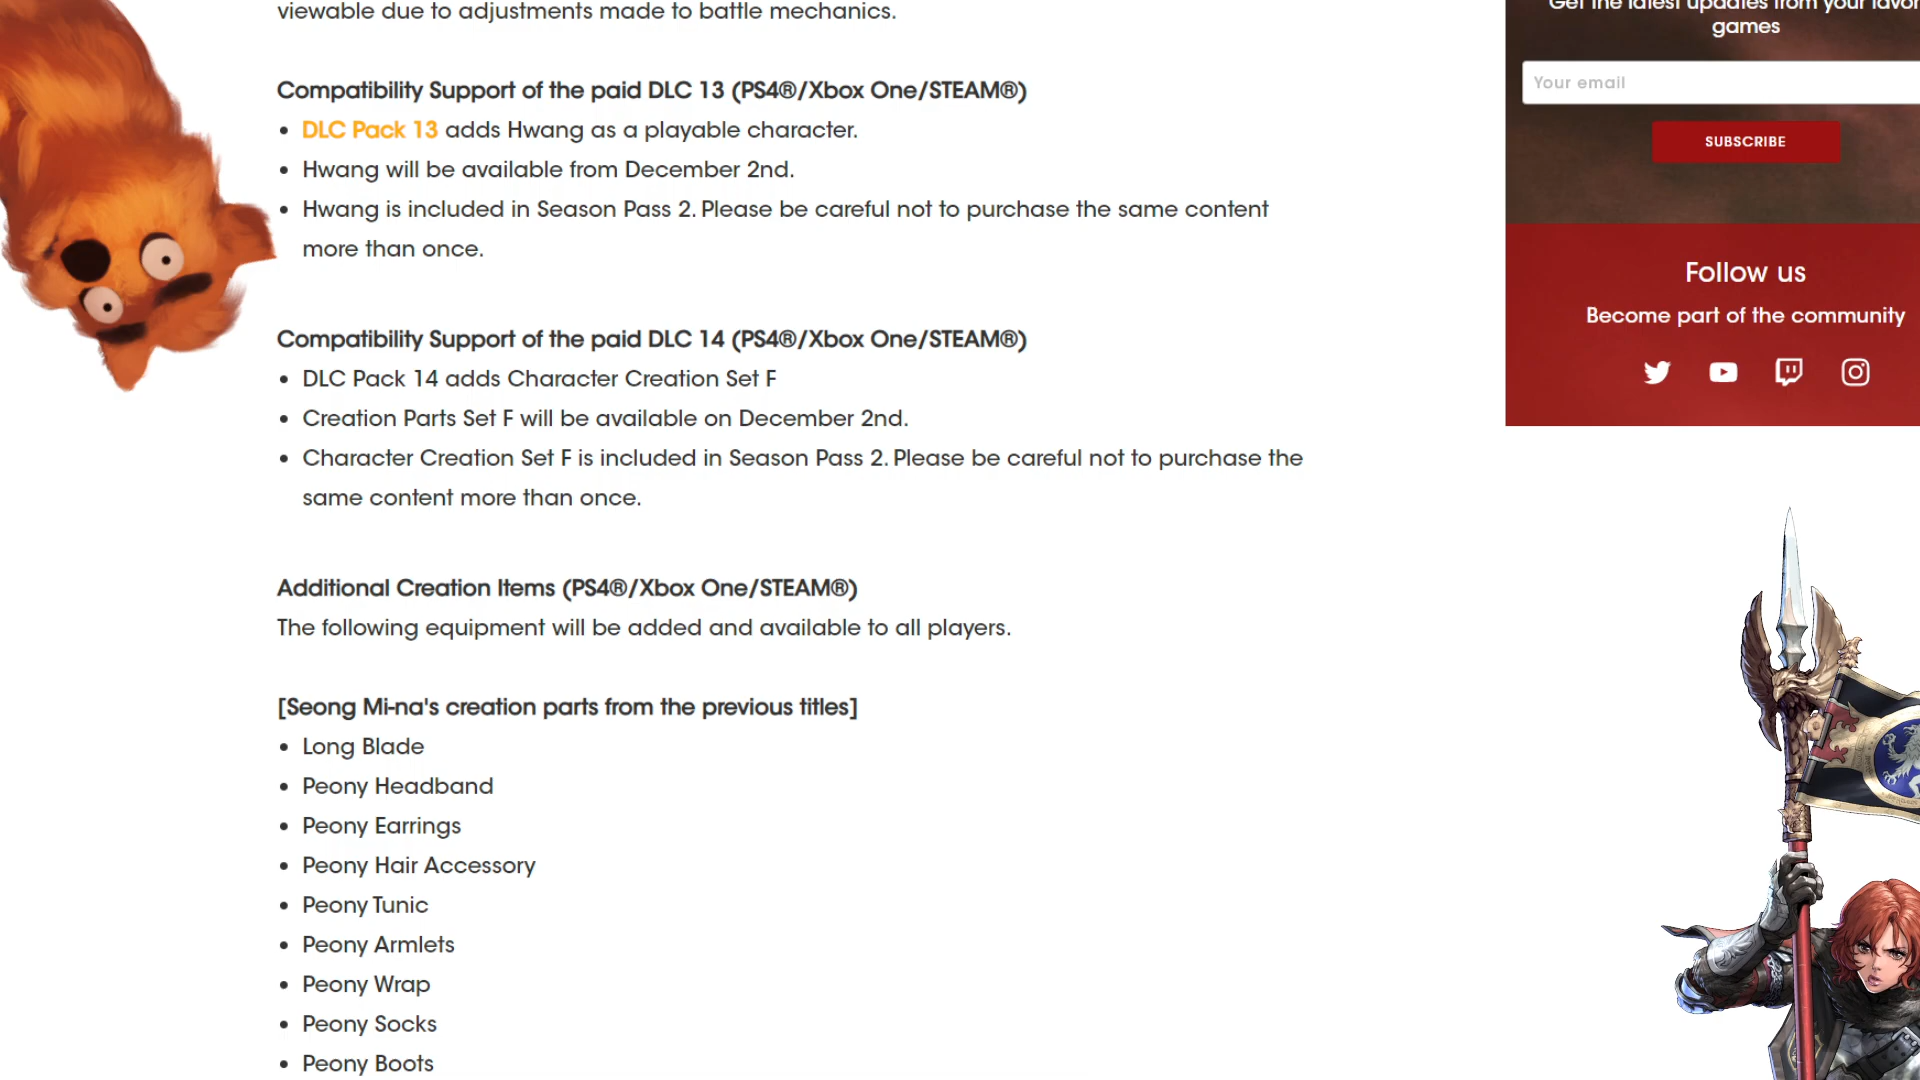 viewable due to adjustments made to battle mechanics.
Compatibility Support of the paid DLC 13 (PS4®/Xbox One/STEAM®)
• DLC Pack 13 adds Hwang as a playable character.
• Hwang will be available from December 2nd.
• Hwang is included in Season Pass 2. Please be careful not to purchase the same content
more than once.
Compatibility Support of the paid DLC 14 (PS4®/Xbox One/STEAM®)
• DLC Pack 14 adds Character Creation Set F
• Creation Parts Set F will be available on December 2nd.
• Character Creation Set F is included in Season Pass 2. Please be careful not to purchase the
same content more than once.
Additional Creation Items (PS4®/Xbox One/STEAM®)
The following equipment will be added and available to all players.
[Seong Mi-na's creation parts from the previous titles]
• Long Blade
• Peony Headband
• Peony Earrings
• Peony Hair Accessory
• Peony Tunic
• Peony Armlets
• Peony Wrap
• Peony Socks
• Peony Boots
Get the latest updates from your favor
games
Your email
SUBSCRIBE
Follow us
Become part of the community